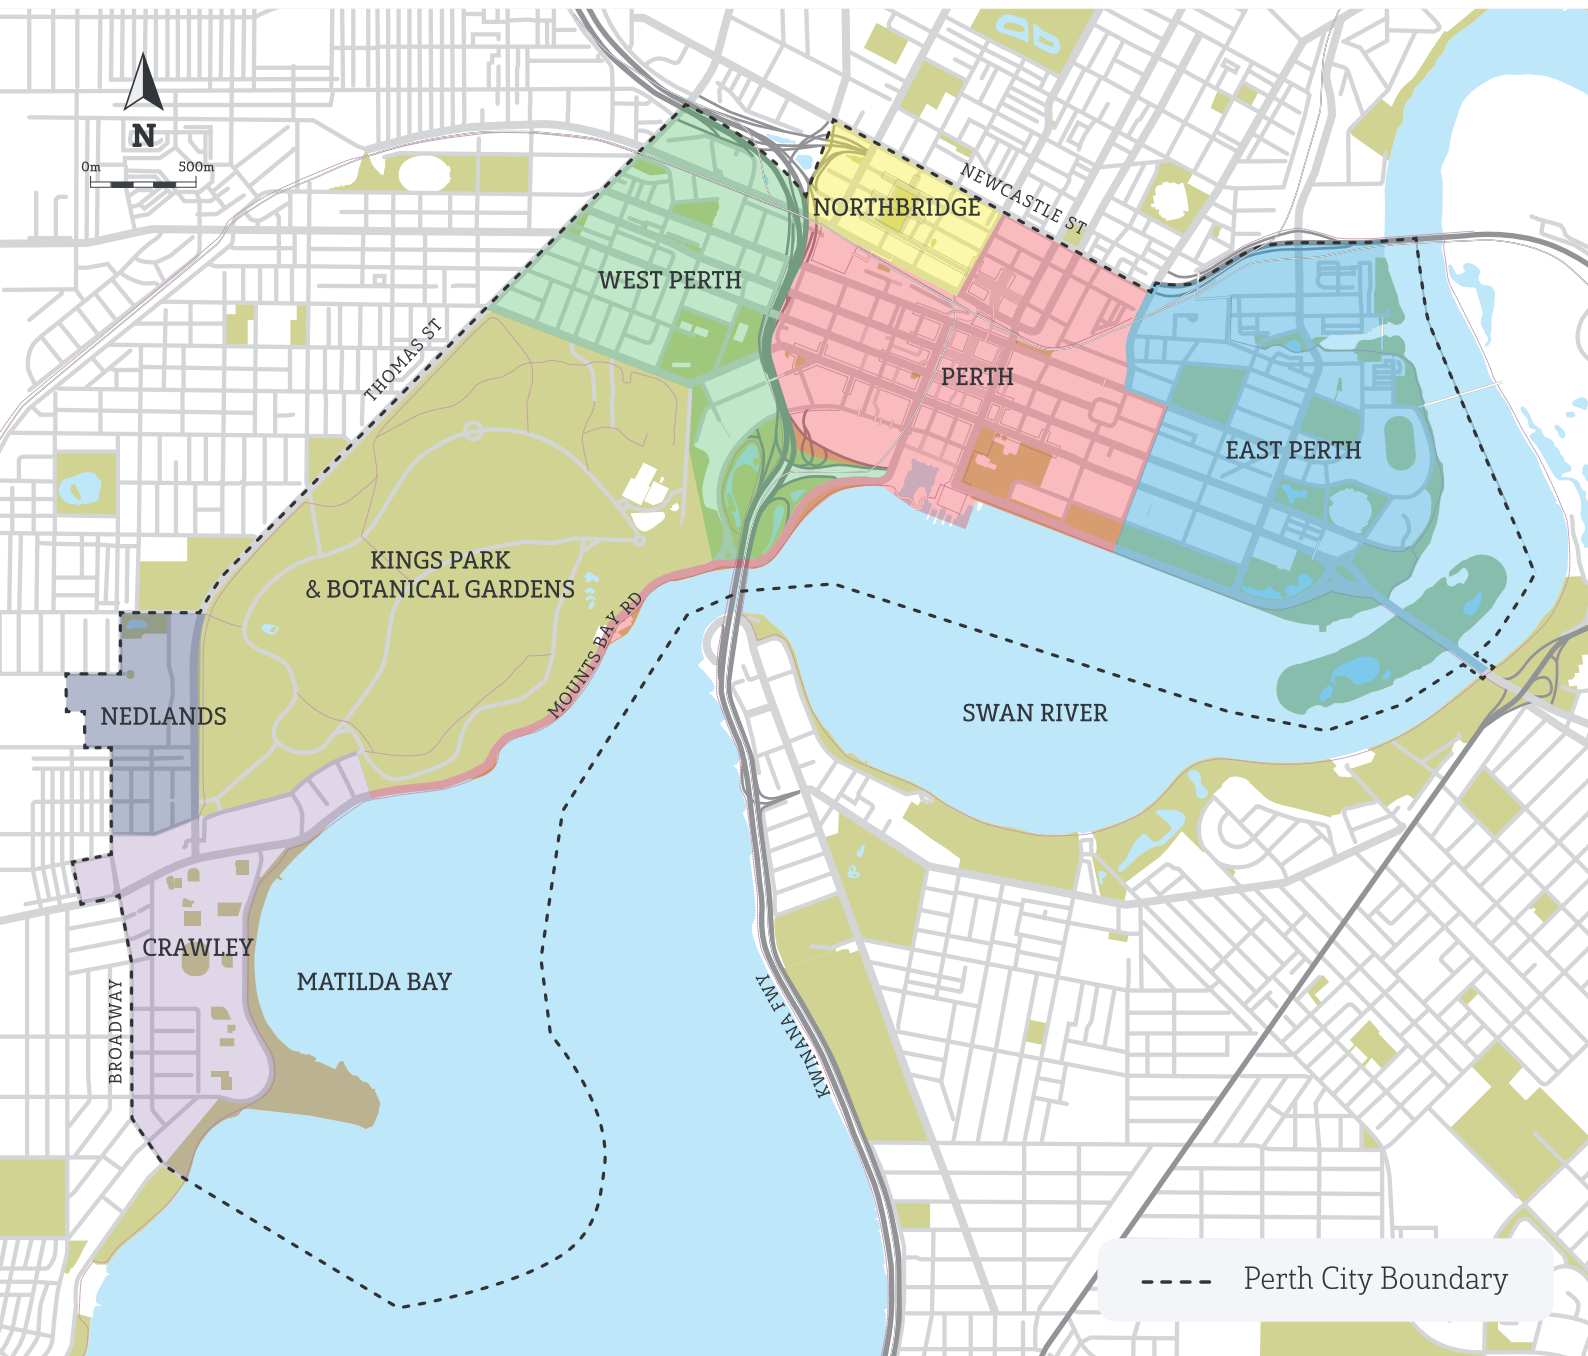 N
0m 500m
NEWCASTLE ST
NORTHBRIDGE
WEST PERTH
THOMAS ST
PERTH
EAST PERTH
KINGS PARK
& BOTANICAL GARDENS
MOUNTS BAY RD
NEDLANDS
SWAN RIVER
CRAWLEY
MATILDA BAY
BROADWAY
KWINANA FWY
Perth City Boundary